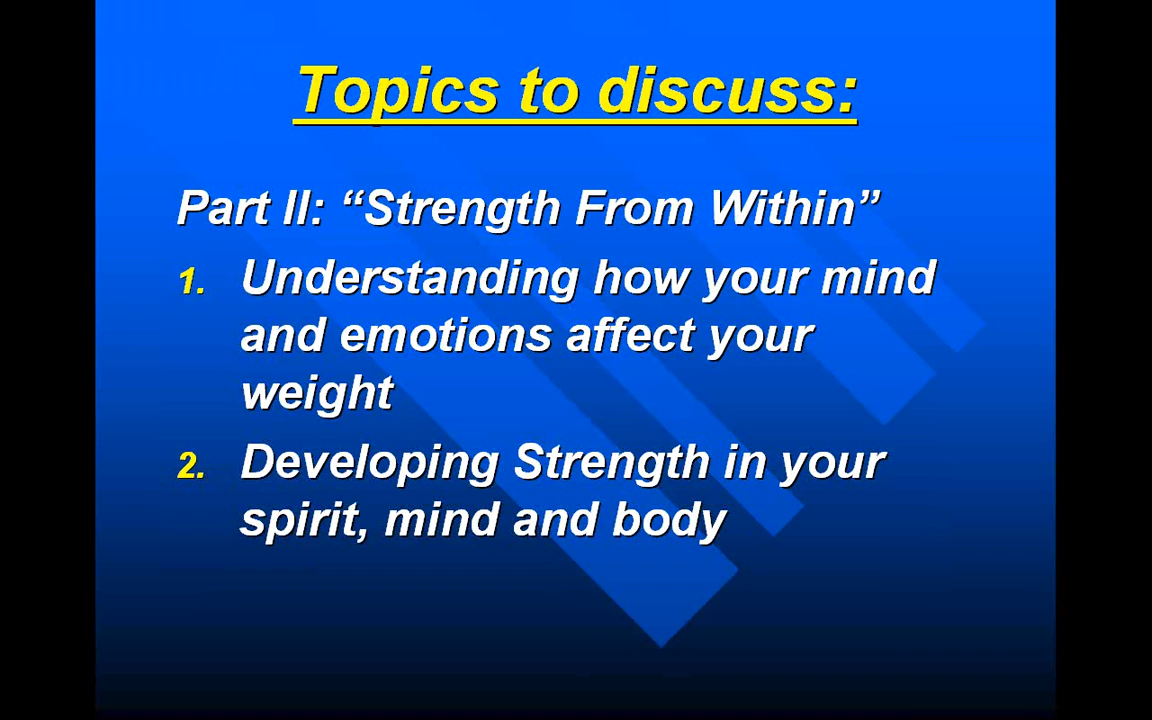 Topics to discuss:
Part II: “Strength From Within”
1. Understanding how your mind
and emotions affect your
weight
2. Developing Strength in your
spirit, mind and body